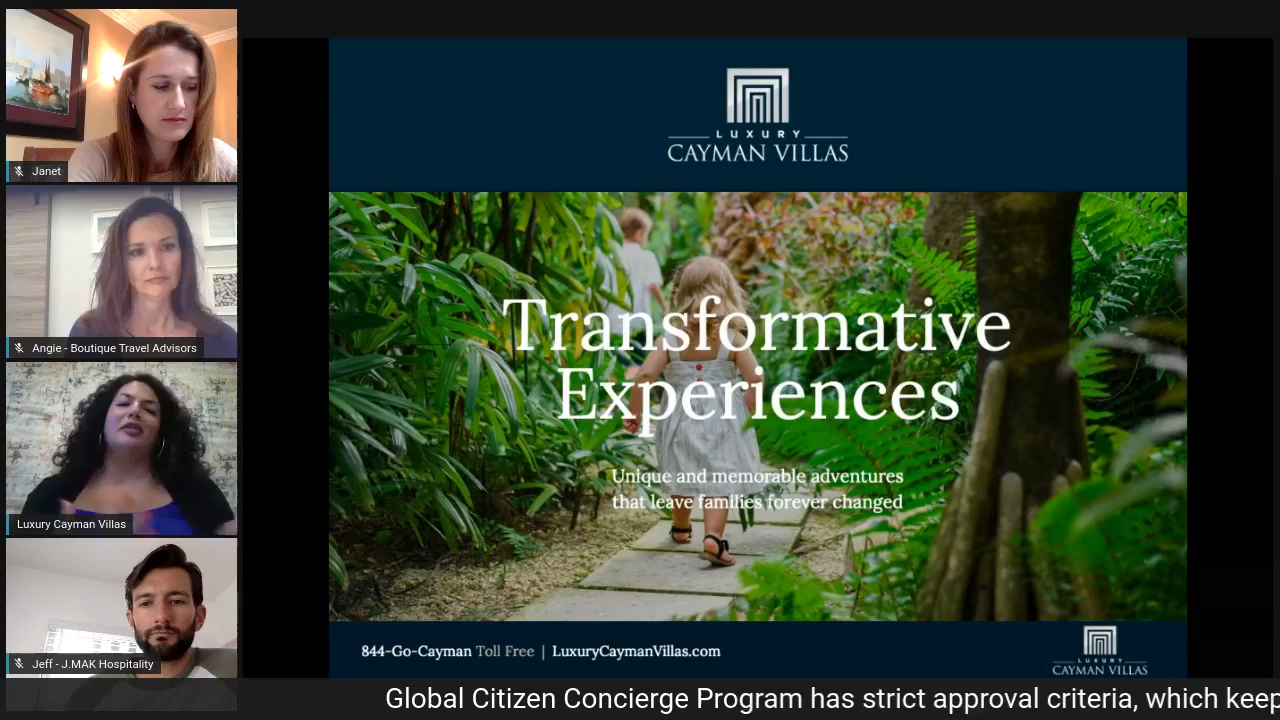 Janet
Angie - Boutique Travel Advisors
Luxury Cayman Villas
Jeff - J.MAK Hospitality
LUXURY
CAYMAN VILLAS
Transformative
Experiences
Unique and memorable adventures
that leave families forever changed
844-Go-Cayman Toll Free | LuxuryCaymanVillas.com
LUXURY
CAYMAN VILLAS
Global Citizen Concierge Program has strict approval criteria, which keep